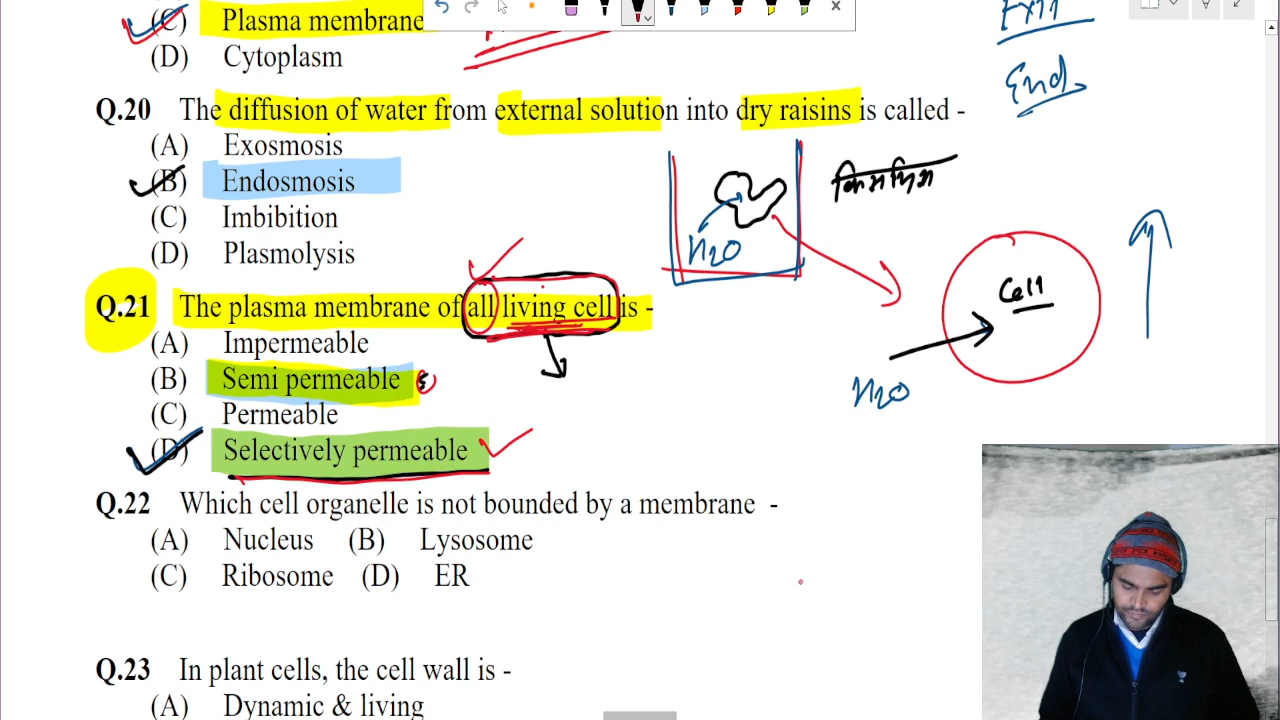 (C) Plasma membrane
(D) Cytoplasm
End
Q.20 The diffusion of water from external solution into dry raisins is called -
(A) Exosmosis
(B) Endosmosis
(C) Imbibition
(D) Plasmolysis
H2O
Cell
H2O
Q.21 The plasma membrane of all living cell is -
(A) Impermeable
(B) Semi permeable
(C) Permeable
(D) Selectively permeable
Q.22 Which cell organelle is not bounded by a membrane -
(A) Nucleus (B) Lysosome
(C) Ribosome (D) ER
Q.23 In plant cells, the cell wall is -
(A) Dynamic & living